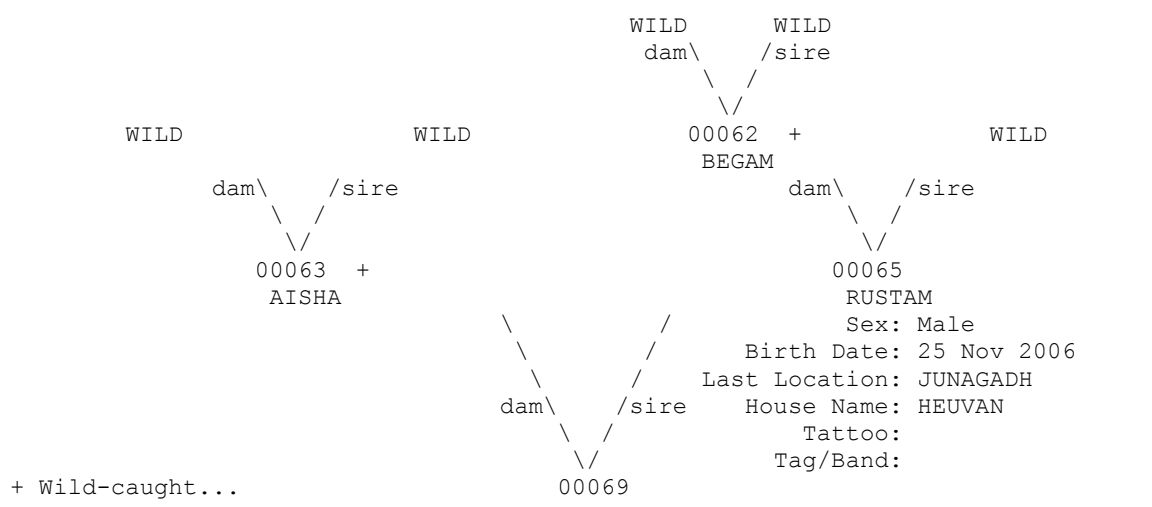 WILD WILD
dam\ /sire
\ /
\/
WILD WILD 00062 + WILD
BEGAM
dam\ /sire dam\ /sire
\ / \ /
\/ \/
00063 + 00065
AISHA RUSTAM
\ / Sex: Male
\ / Birth Date: 25 Nov 2006
\ / Last Location: JUNAGADH
dam\ /sire House Name: HEUVAN
\ / Tattoo:
\/ Tag/Band:
+ Wild-caught... 00069